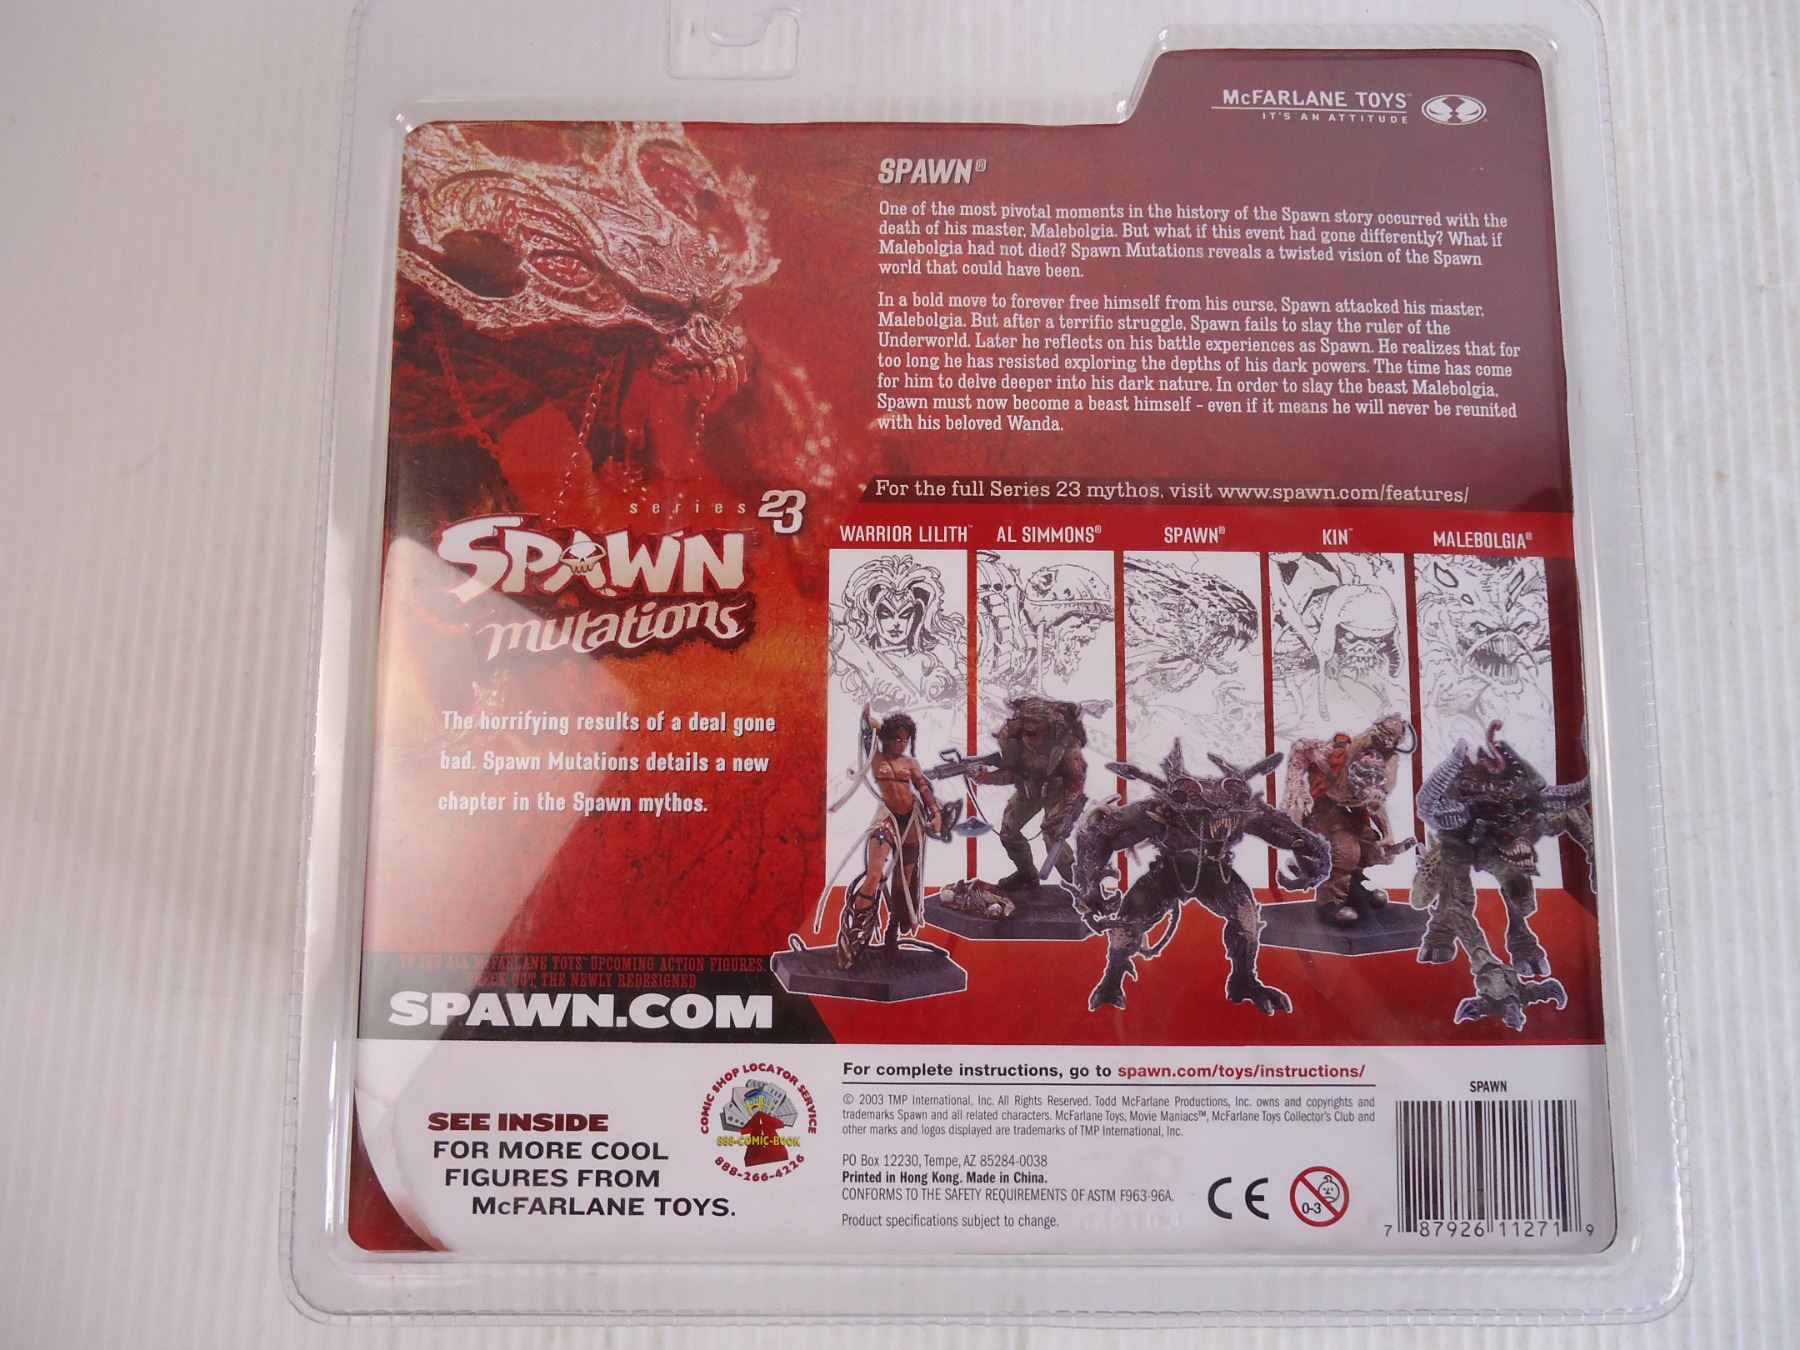 McFARLANE TOYS™
IT'S AN ATTITUDE
SPAWN®
One of the most pivotal moments in the history of the Spawn story occurred with the
death of his master, Malebolgia. But what if this event had gone differently? What if
Malebolgia had not died? Spawn Mutations reveals a twisted vision of the Spawn
world that could have been.
In a bold move to forever free himself from his curse, Spawn attacked his master,
Malebolgia. But after a terrific struggle, Spawn fails to slay the ruler of the
Underworld. Later he reflects on his battle experiences as Spawn. He realizes that for
too long he has resisted exploring the depths of his dark powers. The time has come
for him to delve deeper into his dark nature. In order to slay the beast Malebolgia,
Spawn must now become a beast himself - even if it means he will never be reunited
with his beloved Wanda.
For the full Series 23 mythos, visit www.spawn.com/features/
series 23
SPAWN
mutations
The horrifying results of a deal gone
bad. Spawn Mutations details a new
chapter in the Spawn mythos.
WARRIOR LILITH™
AL SIMMONS®
SPAWN®
KIN™
MALEBOLGIA®
TO SEE ALL McFARLANE TOYS™ UPCOMING ACTION FIGURES,
CHECK OUT THE NEWLY REDESIGNED
SPAWN.COM
SEE INSIDE
FOR MORE COOL
FIGURES FROM
McFARLANE TOYS.
COMIC SHOP LOCATOR SERVICE
888-COMIC-BOOK
888-266-4226
For complete instructions, go to spawn.com/toys/instructions/
© 2003 TMP International, Inc. All Rights Reserved. Todd McFarlane Productions, Inc. owns and copyrights and
trademarks Spawn and all related characters. McFarlane Toys, Movie Maniacs™, McFarlane Toys Collector's Club and
other marks and logos displayed are trademarks of TMP International, Inc.
PO Box 12230, Tempe, AZ 85284-0038
Printed in Hong Kong. Made in China.
CONFORMS TO THE SAFETY REQUIREMENTS OF ASTM F963-96A.
Product specifications subject to change.
CE
0-3
SPAWN
7 87926 11271 9